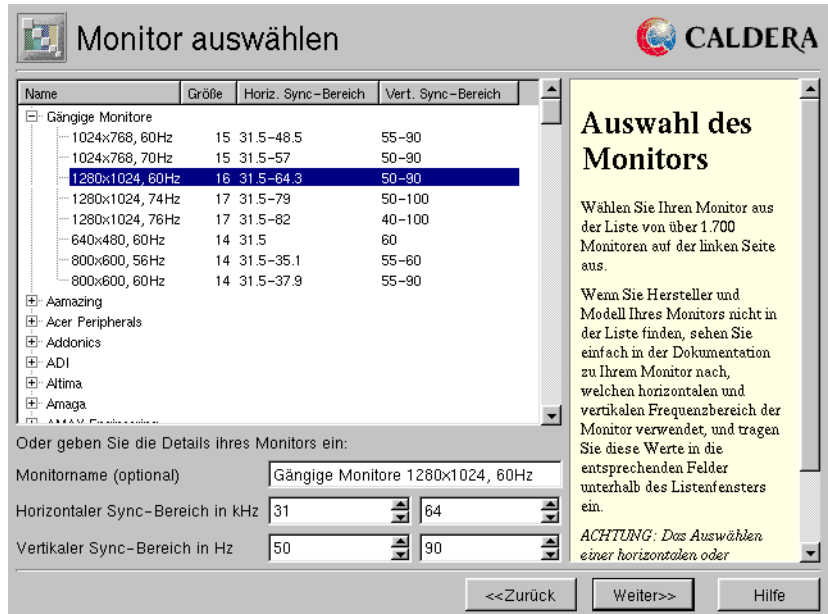 Monitor auswählen
CALDERA
Name Größe Horiz. Sync-Bereich Vert. Sync-Bereich
Gängige Monitore
1024x768, 60Hz 15 31.5-48.5 55-90
1024x768, 70Hz 15 31.5-57 50-90
1280x1024, 60Hz 16 31.5-64.3 50-90
1280x1024, 74Hz 17 31.5-79 50-100
1280x1024, 76Hz 17 31.5-82 40-100
640x480, 60Hz 14 31.5 60
800x600, 56Hz 14 31.5-35.1 55-60
800x600, 60Hz 14 31.5-37.9 55-90
Aamazing
Acer Peripherals
Addonics
ADI
Altima
Amaga
Oder geben Sie die Details ihres Monitors ein:
Monitorname (optional) Gängige Monitore 1280x1024, 60Hz
Horizontaler Sync-Bereich in kHz 31 64
Vertikaler Sync-Bereich in Hz 50 90
Auswahl des
Monitors
Wählen Sie Ihren Monitor aus
der Liste von über 1.700
Monitoren auf der linken Seite
aus.
Wenn Sie Hersteller und
Modell Ihres Monitors nicht in
der Liste finden, sehen Sie
einfach in der Dokumentation
zu Ihrem Monitor nach,
welchen horizontalen und
vertikalen Frequenzbereich der
Monitor verwendet, und tragen
Sie diese Werte in die
entsprechenden Felder
unterhalb des Listenfensters
ein.
ACHTUNG: Das Auswählen
einer horizontalen oder
<<Zurück Weiter>> Hilfe